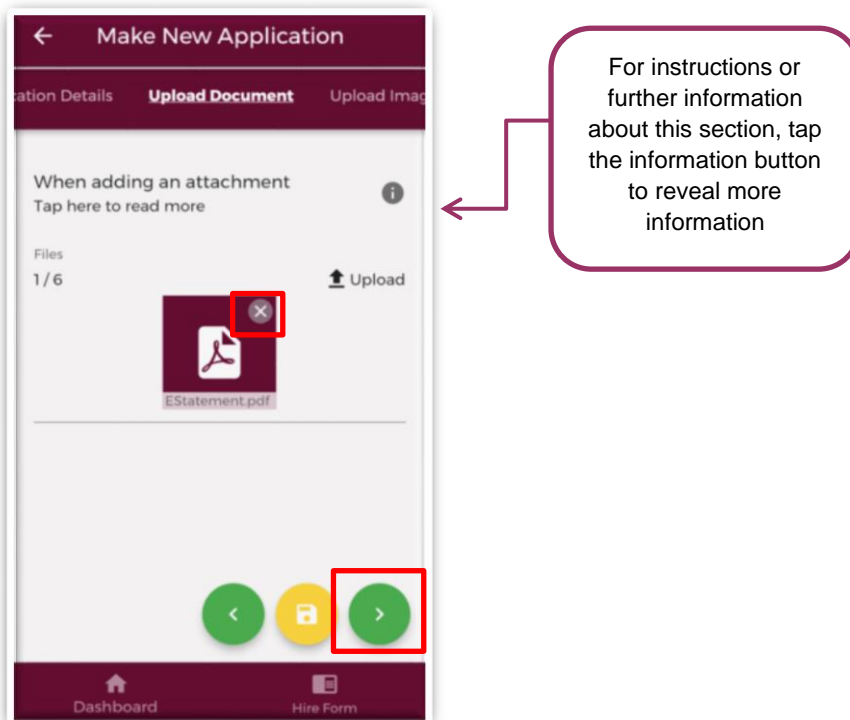 Make New Application
ation Details Upload Document Upload Imag
When adding an attachment
Tap here to read more
Files
1 / 6
Upload
EStatement.pdf
Dashboard Hire Form
For instructions or
further information
about this section, tap
the information button
to reveal more
information